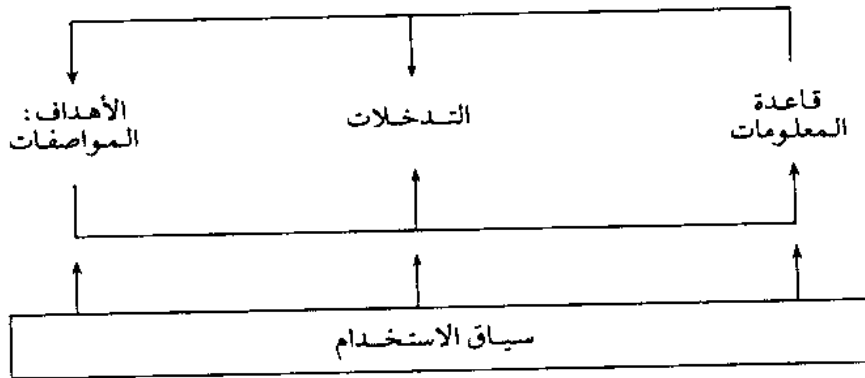 الأهداف:
المواصفات
التدخلات
قاعدة
المعلومات
سياق الاستخدام